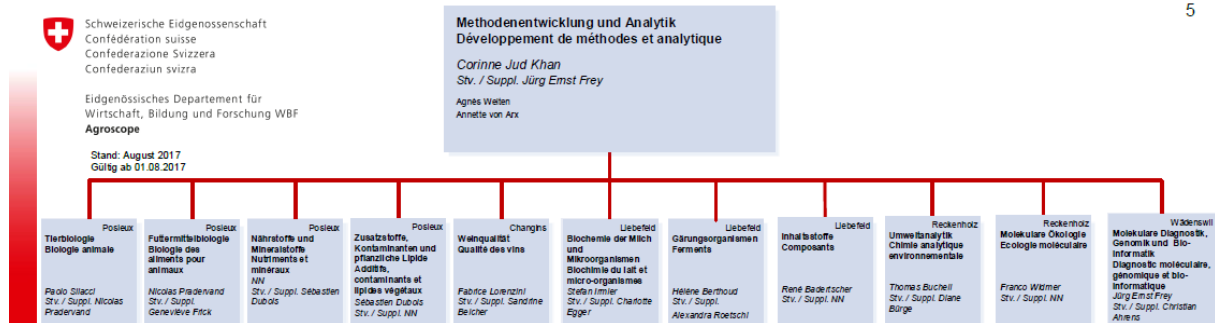 5
Schweizerische Eidgenossenschaft
Confédération suisse
Confederazione Svizzera
Confederaziun svizra
Eidgenössisches Departement für
Wirtschaft, Bildung und Forschung WBF
Agroscope
Stand: August 2017
Gültig ab 01.08.2017
Methodenentwicklung und Analytik
Développement de méthodes et analytique
Corinne Jud Khan
Stv. / Suppl. Jürg Ernst Frey
Agnès Weiten
Annette von Arx
Posieux
Tierbiologie
Biologie animale
Paolo Silacci
Stv. / Suppl. Nicolas
Pradervand
Posieux
Futtermittelbiologie
Biologie des
aliments pour
animaux
Nicolas Pradervand
Stv. / Suppl.
Geneviève Frick
Posieux
Nährstoffe und
Mineralstoffe
Nutriments et
minéraux
NN
Stv. / Suppl. Sébastien
Dubois
Posieux
Zusatzstoffe,
Kontaminanten und
pflanzliche Lipide
Additifs,
contaminants et
lipides végétaux
Sébastien Dubois
Stv. / Suppl. NN
Changins
Weinqualität
Qualité des vins
Fabrice Lorenzini
Stv. / Suppl. Sandrine
Belcher
Liebefeld
Biochemie der Milch
und
Mikroorganismen
Biochimie du lait et
micro-organismes
Stefan Irmler
Stv. / Suppl. Charlotte
Egger
Liebefeld
Gärungsorganismen
Ferments
Hélène Berthoud
Stv. / Suppl.
Alexandra Roetschi
Liebefeld
Inhaltsstoffe
Composants
René Badertscher
Stv. / Suppl. NN
Reckenholz
Umweltanalytik
Chimie analytique
environnementale
Thomas Bucheli
Stv. / Suppl. Diane
Bürge
Reckenholz
Molekulare Ökologie
Ecologie moléculaire
Franco Widmer
Stv. / Suppl. NN
Wädenswil
Molekulare Diagnostik,
Genomik und Bio-
informatik
Diagnostic moléculaire,
génomique et bio-
informatique
Jürg Ernst Frey
Stv. / Suppl. Christian
Ahrens